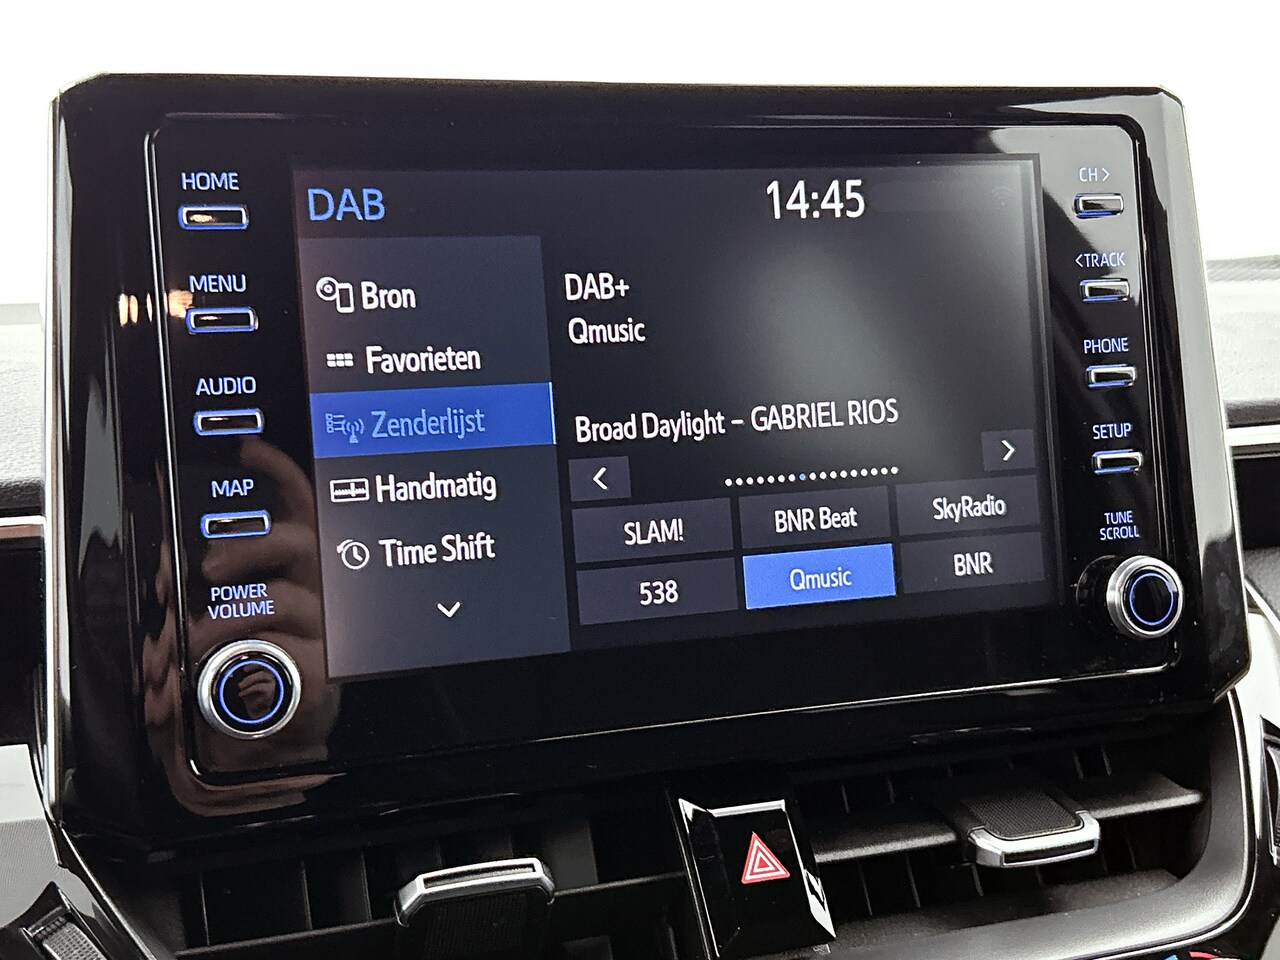 HOME
MENU
AUDIO
MAP
POWER
VOLUME
DAB
14:45
Bron
Favorieten
Zenderlijst
Handmatig
Time Shift
DAB+
Qmusic
Broad Daylight – GABRIEL RIOS
< >
SLAM! BNR Beat SkyRadio
538 Qmusic BNR
CH >
< TRACK
PHONE
SETUP
TUNE
SCROLL